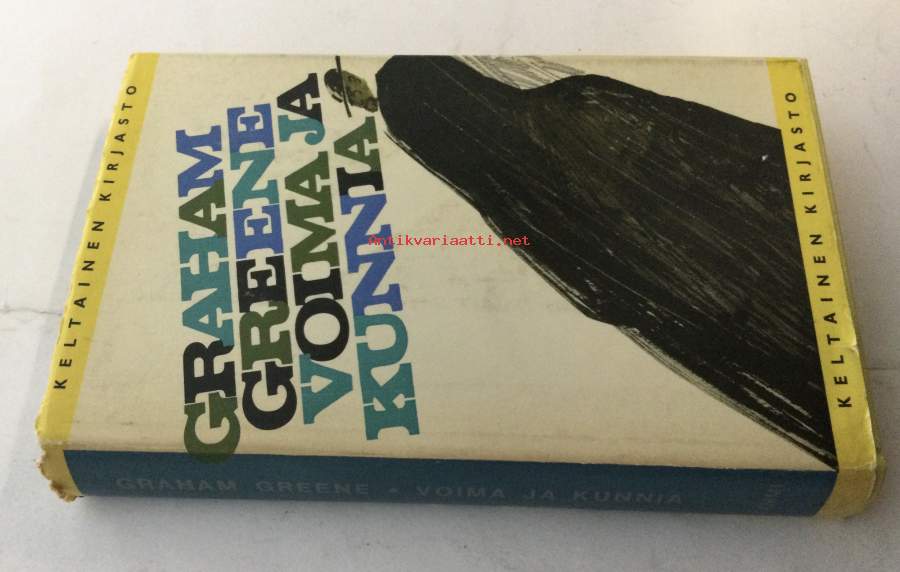 KELTAINEN KIRJASTO
GRAHAM
GREENE
VOIMA JA
KUNNIA
KELTAINEN KIRJASTO
GRAHAM GREENE • VOIMA JA KUNNIA
Antikvariaatti.net